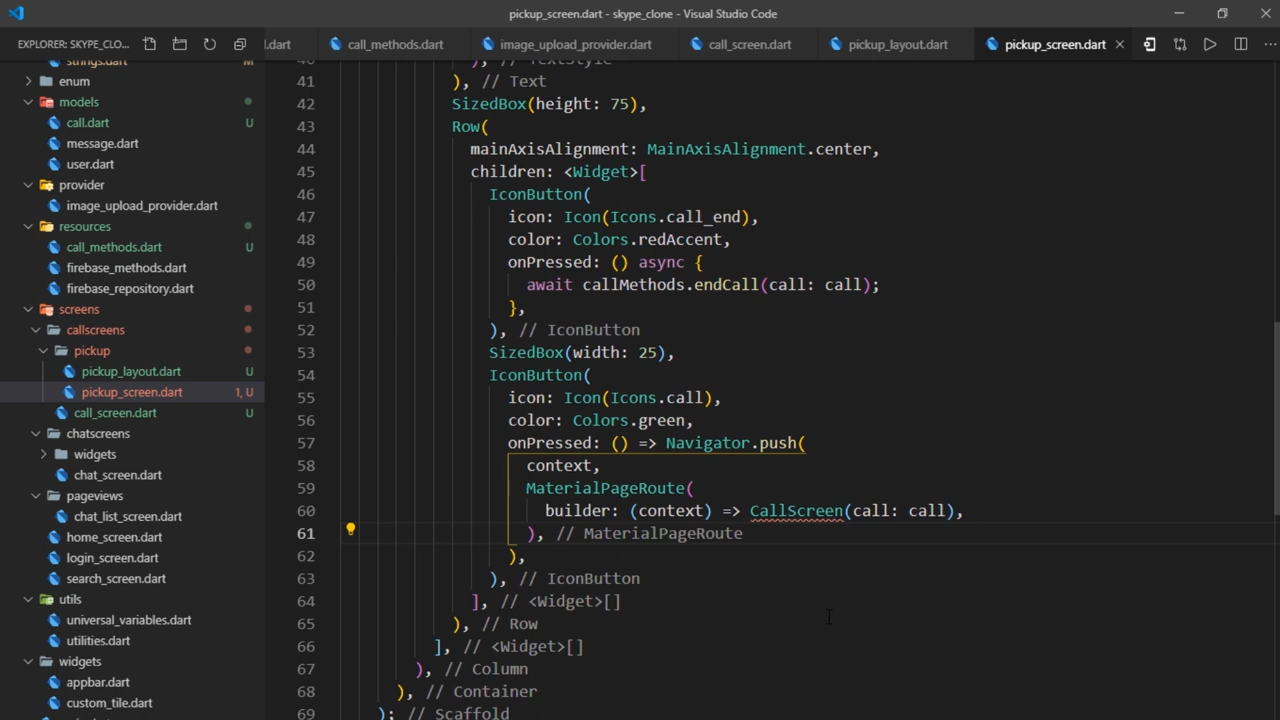 pickup_screen.dart - skype_clone - Visual Studio Code
EXPLORER: SKYPE_CLO...
l.dart
call_methods.dart
image_upload_provider.dart
call_screen.dart
pickup_layout.dart
pickup_screen.dart
strings.dart M
enum
models
call.dart U
message.dart
user.dart
provider
image_upload_provider.dart
resources
call_methods.dart U
firebase_methods.dart
firebase_repository.dart
screens
callscreens
pickup
pickup_layout.dart U
pickup_screen.dart 1, U
call_screen.dart U
chatscreens
widgets
chat_screen.dart
pageviews
chat_list_screen.dart
home_screen.dart
login_screen.dart
search_screen.dart
utils
universal_variables.dart
utilities.dart
widgets
appbar.dart
custom_tile.dart
40 ), // TextStyle
41 ), // Text
42 SizedBox(height: 75),
43 Row(
44 mainAxisAlignment: MainAxisAlignment.center,
45 children: <Widget>[
46 IconButton(
47 icon: Icon(Icons.call_end),
48 color: Colors.redAccent,
49 onPressed: () async {
50 await callMethods.endCall(call: call);
51 },
52 ), // IconButton
53 SizedBox(width: 25),
54 IconButton(
55 icon: Icon(Icons.call),
56 color: Colors.green,
57 onPressed: () => Navigator.push(
58 context,
59 MaterialPageRoute(
60 builder: (context) => CallScreen(call: call),
61 ), // MaterialPageRoute
62 ),
63 ), // IconButton
64 ], // <Widget>[]
65 ), // Row
66 ], // <Widget>[]
67 ), // Column
68 ), // Container
69 ); // Scaffold